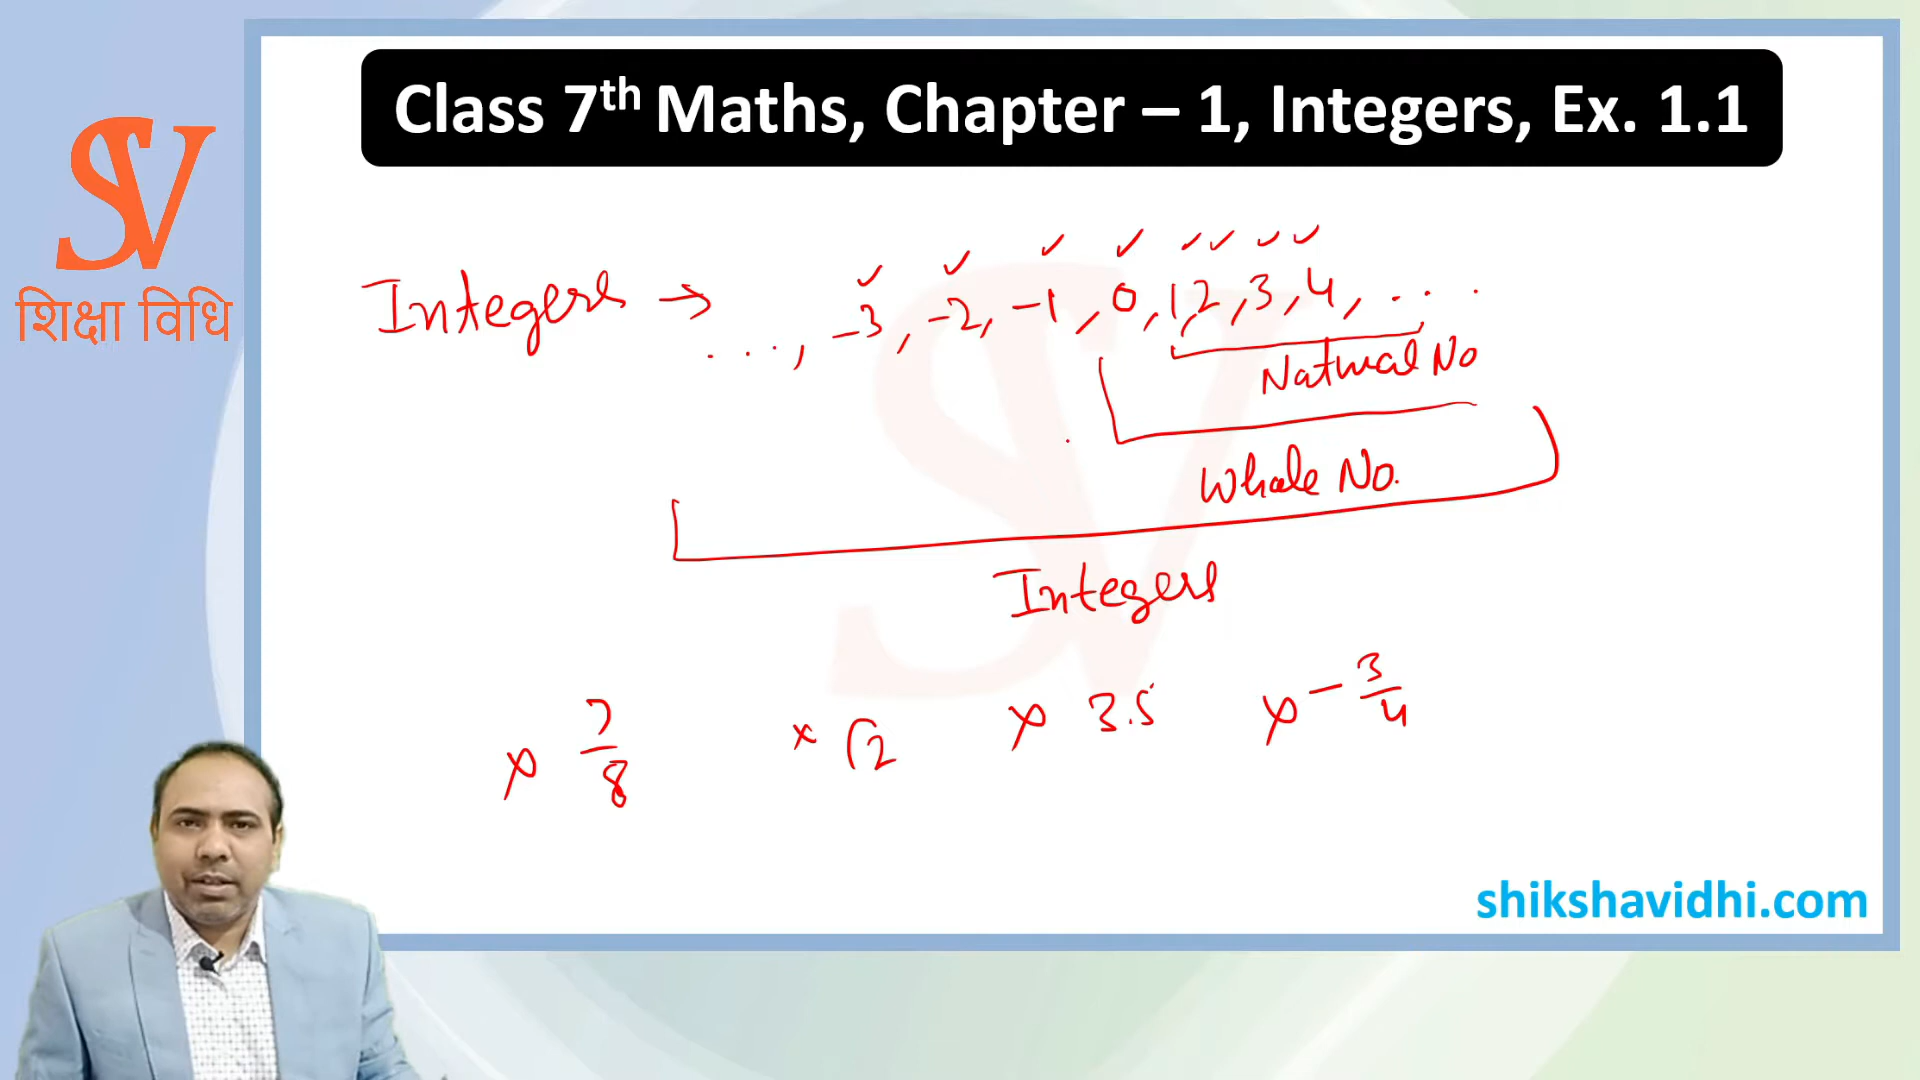 Class 7th Maths, Chapter – 1, Integers, Ex. 1.1
SV
शिक्षा विधि
Integers → ..., -3, -2, -1, 0, 1, 2, 3, 4, ....
Natural No
Whole No.
Integers
× 7/8 × √2 × 3.5 × - 3/4
shikshavidhi.com